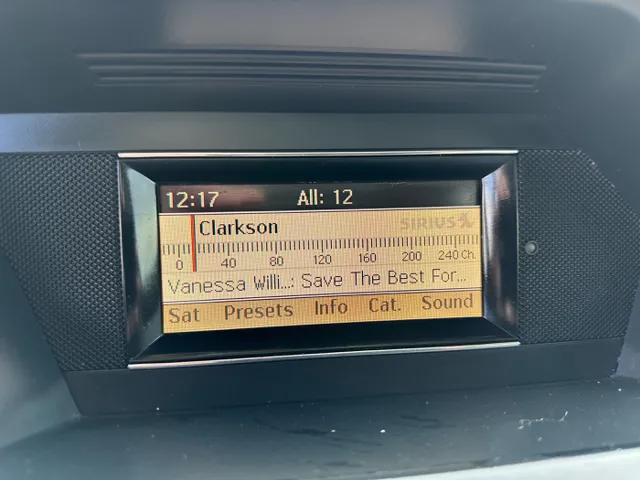 12:17 All: 12
Clarkson SIRIUS
0 40 80 120 160 200 240 Ch.
Vanessa Willi...: Save The Best For...
Sat Presets Info Cat. Sound